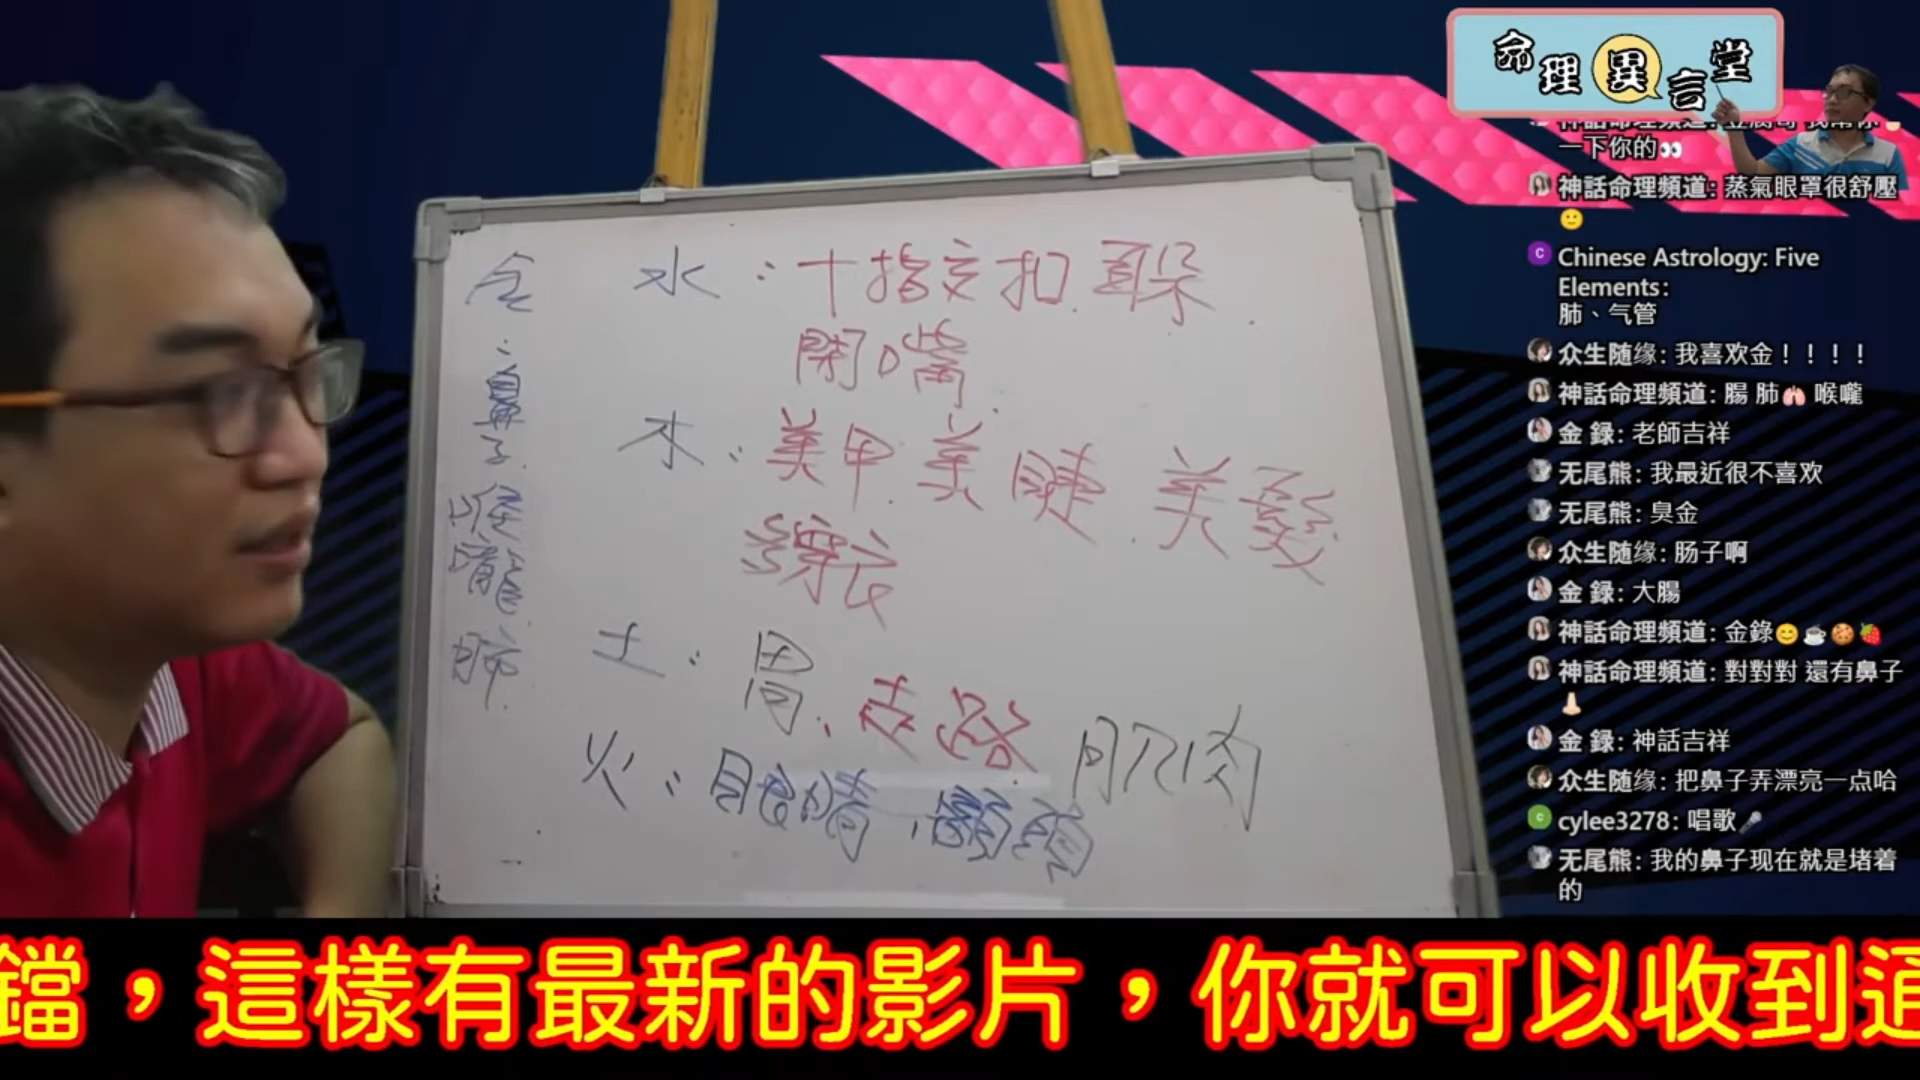 命理異言堂
一下你的👀
神話命理頻道: 蒸氣眼罩很舒壓
🙂
Chinese Astrology: Five
Elements:
肺、气管
众生随缘: 我喜欢金！！！！
神話命理頻道: 腸 肺🫁 喉嚨
金 録: 老師吉祥
无尾熊: 我最近很不喜欢
无尾熊: 臭金
众生随缘: 肠子啊
金 録: 大腸
神話命理頻道: 金錄😊☕🍪🍓
神話命理頻道: 對對對 還有鼻子
👃🏻
金 録: 神話吉祥
众生随缘: 把鼻子弄漂亮一点哈
cylee3278: 唱歌🎤
无尾熊: 我的鼻子现在就是堵着
的
金：鼻子.喉嚨.肺.
水：十指交扣.耳朵.
閉嘴.
木：美甲.美睫.美髮
穿衣
土：胃、走路.肌肉
火：眼睛、額頭
鐺，這樣有最新的影片，你就可以收到通